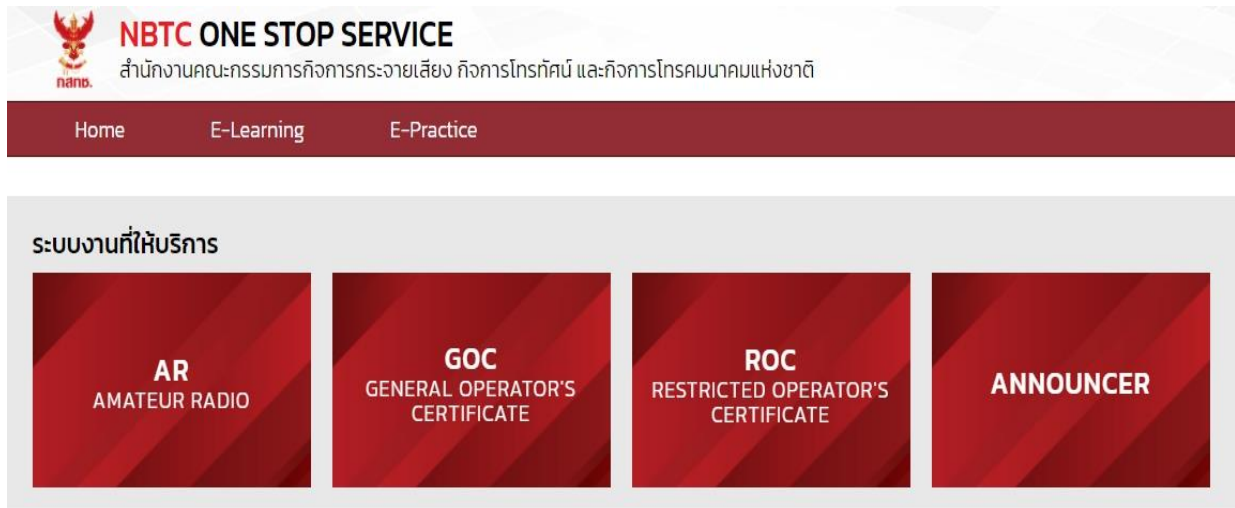 NBTC ONE STOP SERVICE
สำนักงานคณะกรรมการกิจการกระจายเสียง กิจการโทรทัศน์ และกิจการโทรคมนาคมแห่งชาติ
กสทช.
Home E-Learning E-Practice
ระบบงานที่ให้บริการ
AR
AMATEUR RADIO
GOC
GENERAL OPERATOR'S
CERTIFICATE
ROC
RESTRICTED OPERATOR'S
CERTIFICATE
ANNOUNCER